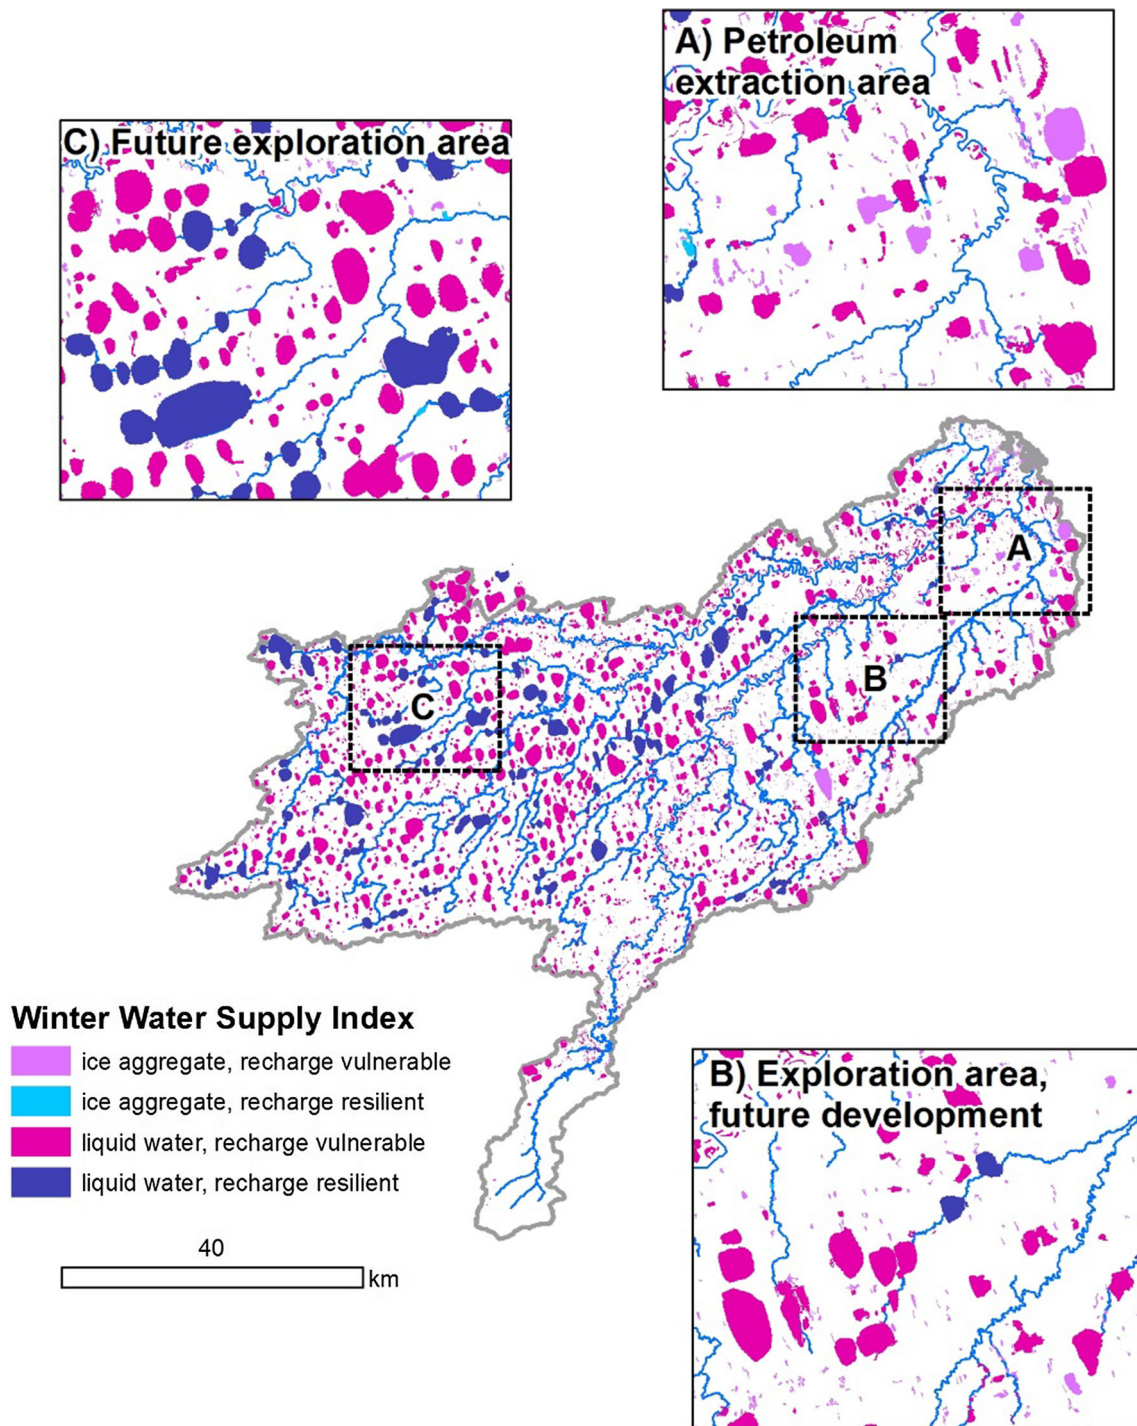 A) Petroleum
extraction area
C) Future exploration area
A
B
C
Winter Water Supply Index
ice aggregate, recharge vulnerable
ice aggregate, recharge resilient
liquid water, recharge vulnerable
liquid water, recharge resilient
40
km
B) Exploration area,
future development